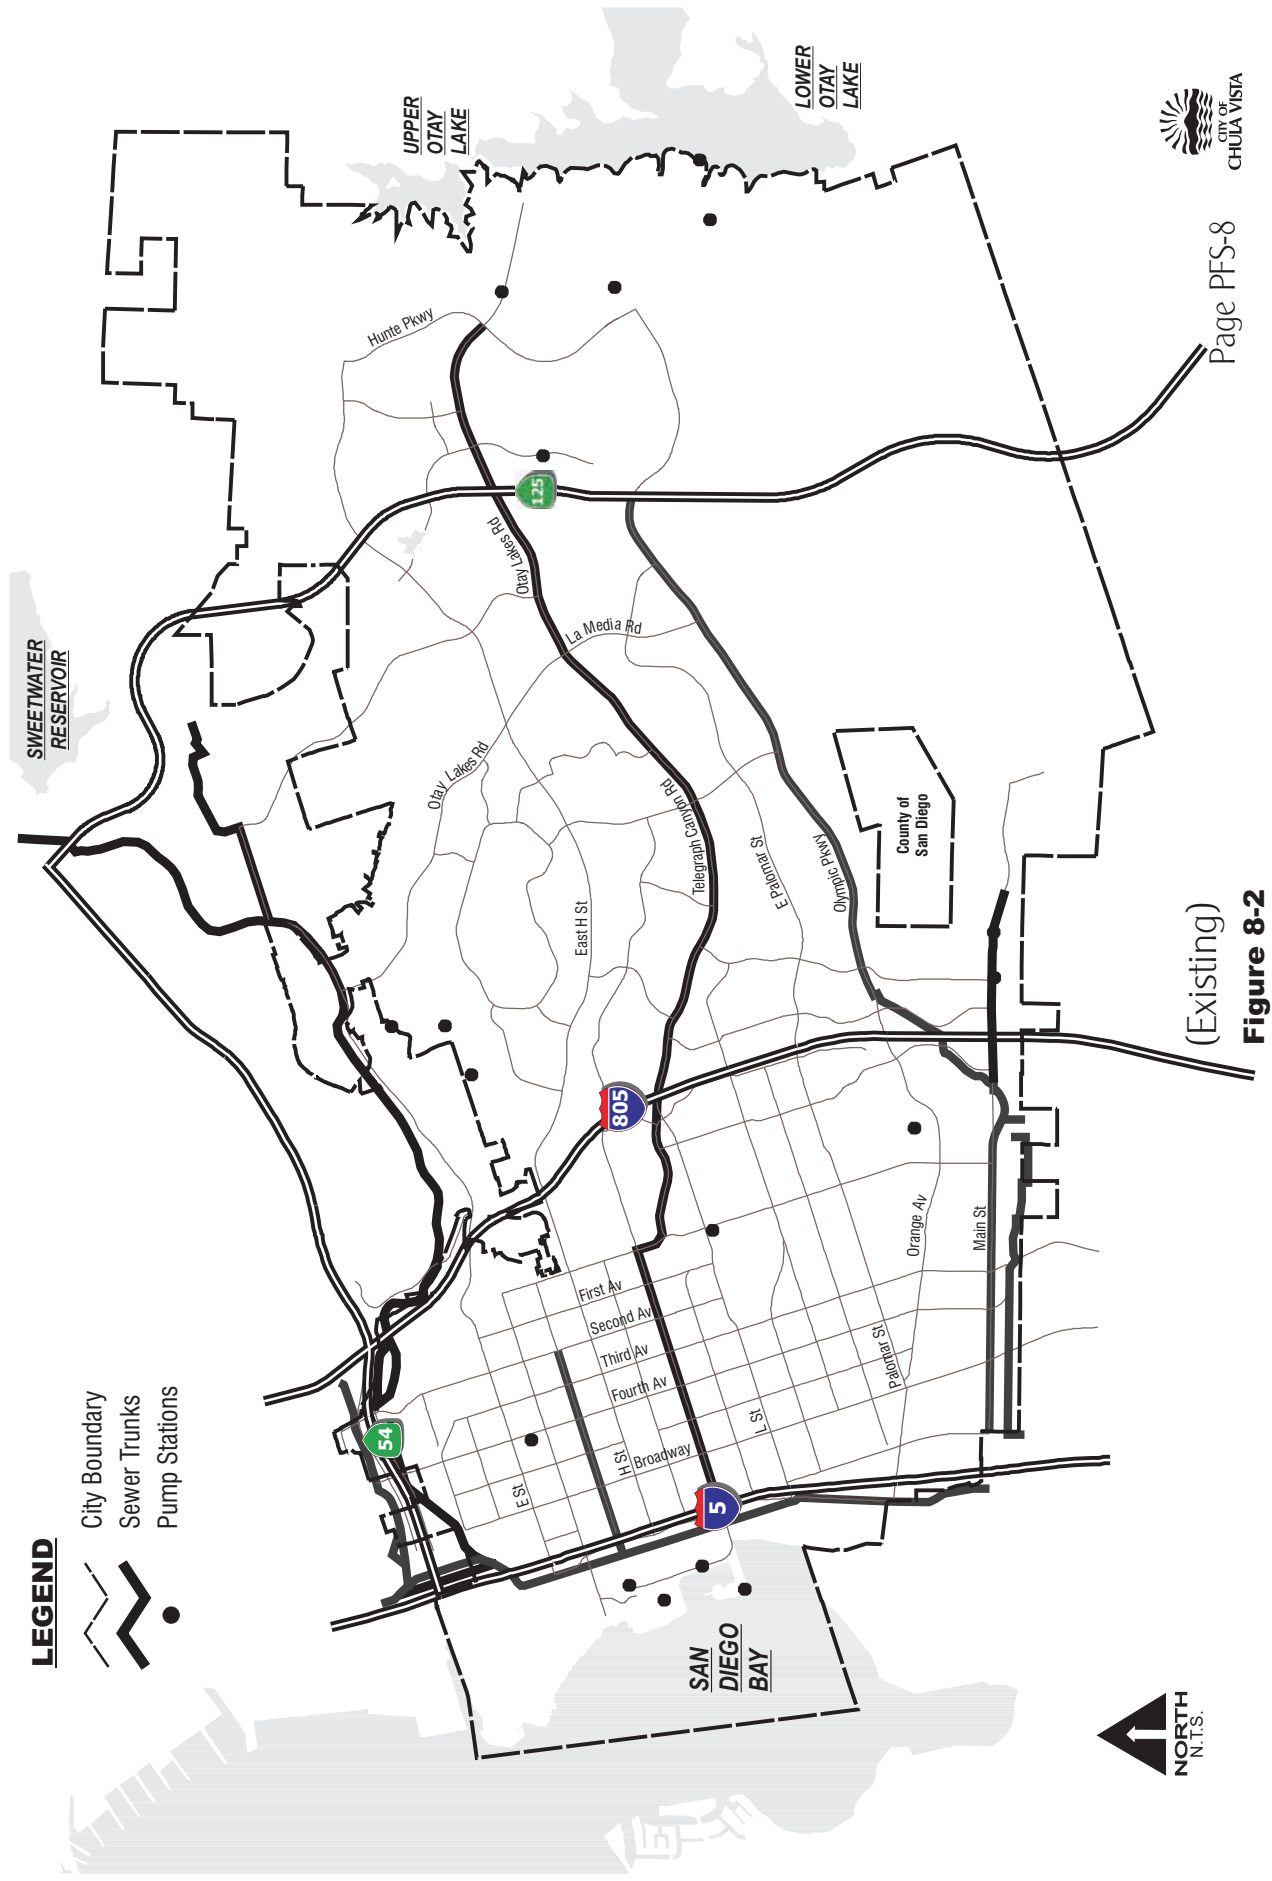 LEGEND
City Boundary
Sewer Trunks
Pump Stations
SWEETWATER
RESERVOIR
UPPER
OTAY
LAKE
LOWER
OTAY
LAKE
Hunte Pkwy
125
Otay Lakes Rd
La Media Rd
Otay Lakes Rd
Telegraph Canyon Rd
E Palomar St
Olympic Pkwy
East H St
County of
San Diego
805
54
First Av
Second Av
Third Av
Fourth Av
Broadway
E St
H St
L St
Palomar St
Orange Av
Main St
5
SAN
DIEGO
BAY
NORTH
N.T.S.
(Existing)
Figure 8-2
Page PFS-8
CITY OF
CHULA VISTA